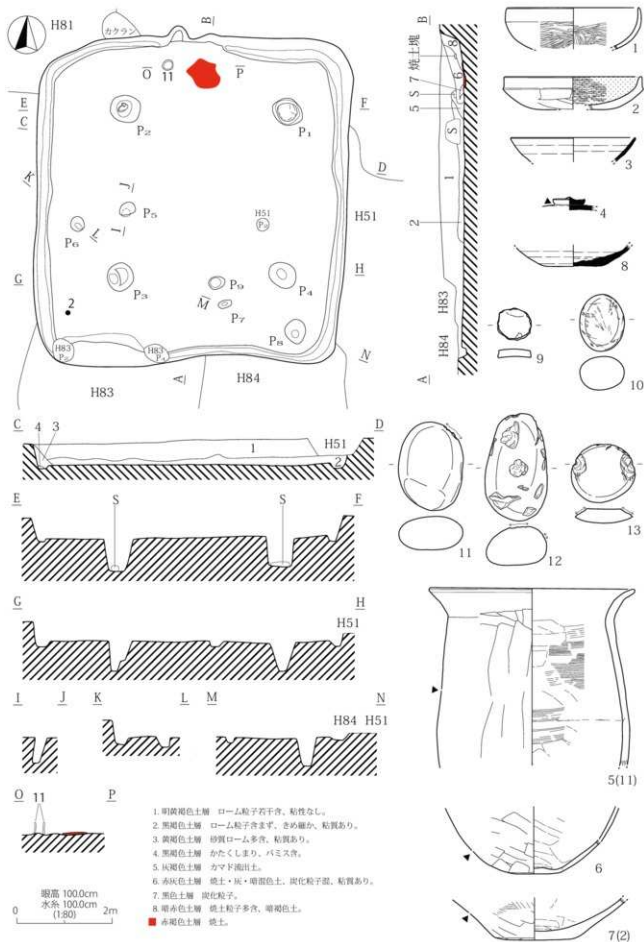 H81
カクラン
B
O
11
P
E
C
P2
P1
F
D
K
J
P5
I
L
P6
H51
P2
H51
G
P3
P9
P4
H
M
P7
2
P8
H83
P2
H83
P4
N
H83
A
H84
B
8
焼土塊
7
6
S
5
S
1
2
H83
H84
A
1
2
3
4
8
9
10
C
4 3
1
H51
2
D
11
12
13
E
S
S
F
G
H
H51
I
J
K
L
M
N
H84 H51
5(11)
6
7(2)
O
11
P
1. 明黄褐色土層 ローム粒子若干含、粘性なし。
2. 黒褐色土層 ローム粒子含まず、きめ細か、粘質あり。
3. 黄褐色土層 砂質ローム多含、粘質あり。
4. 黒褐色土層 かたくしまり、パミス含。
5. 灰褐色土層 カマド流出土。
6. 赤灰色土層 焼土・灰・暗混色土、炭化粒子混、粘質あり。
7. 黒色土層 炭化粒子。
8. 暗赤色土層 焼土粒子多含、暗褐色土。
赤褐色土層 焼土。
眼高 100.0cm
水糸 100.0cm
(1:80)
0
2m